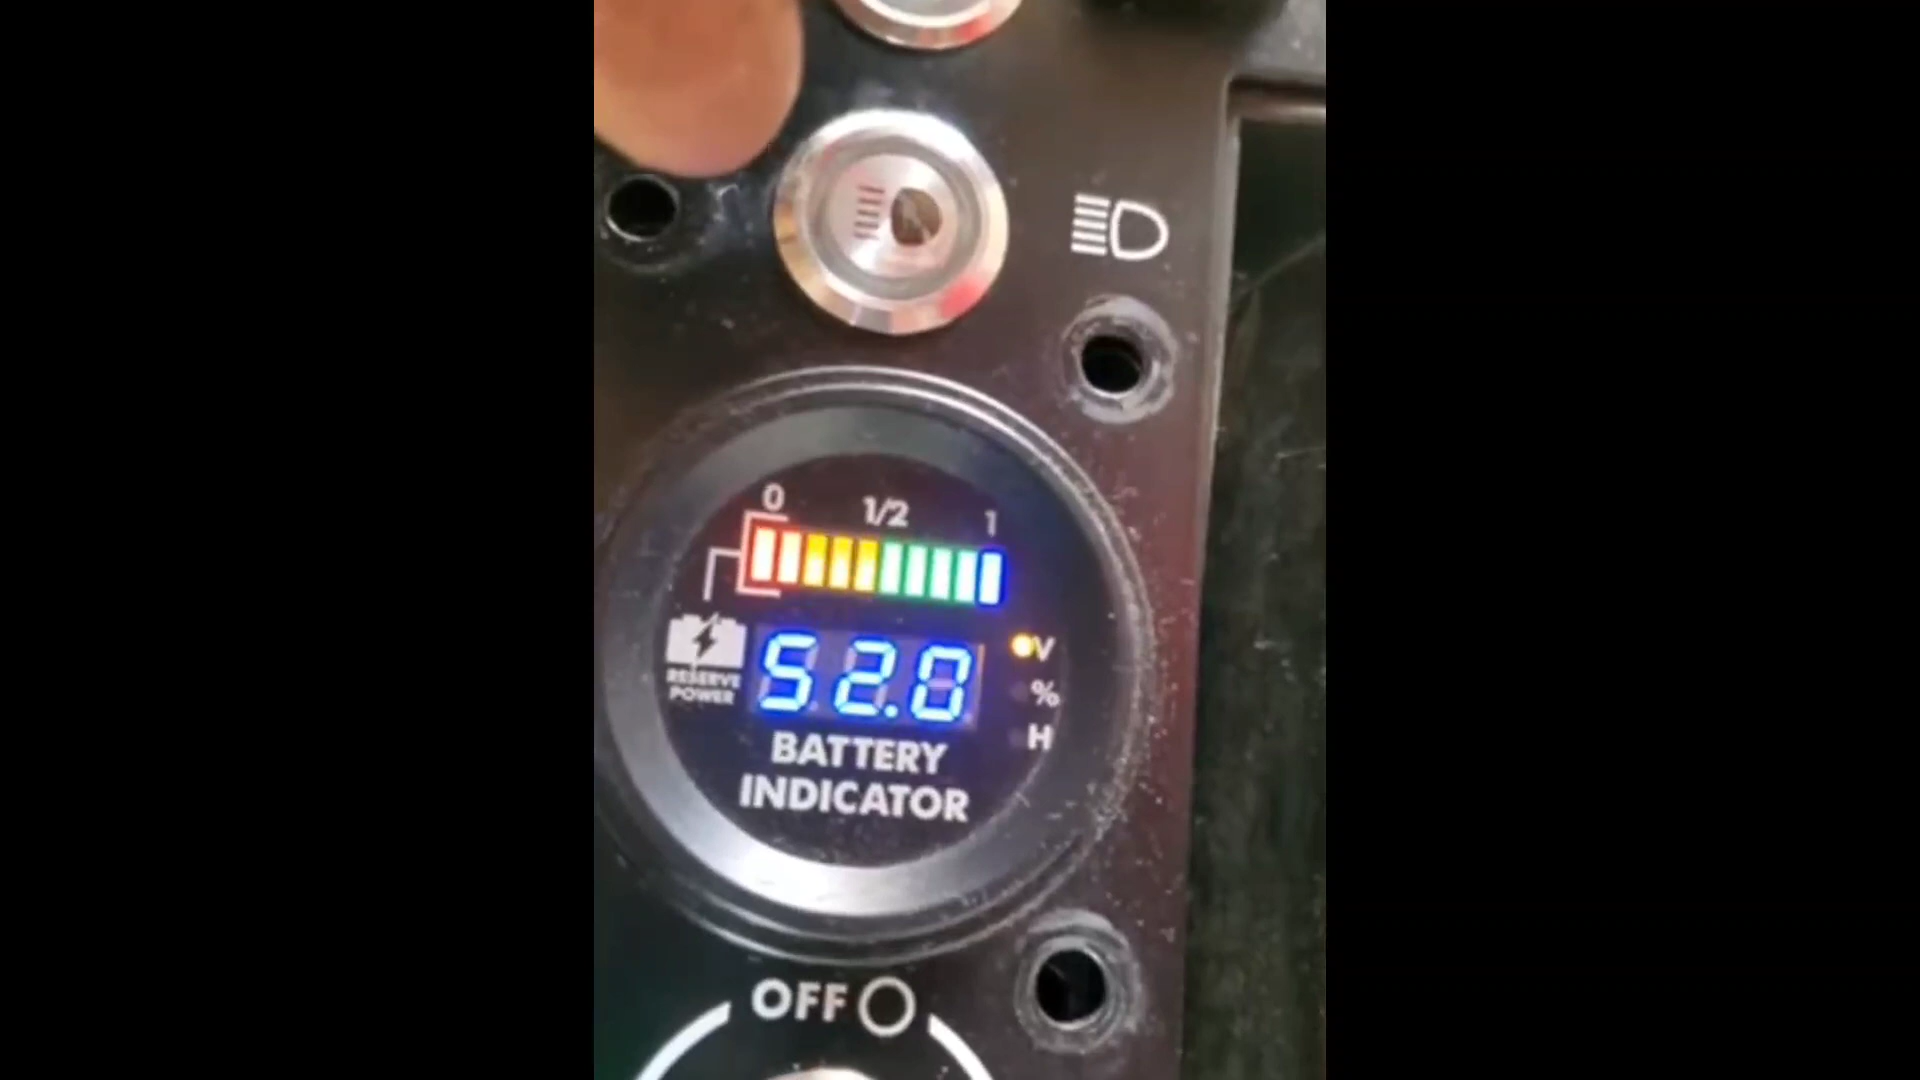 0 1/2 1
52.0
V
%
H
RESERVE
POWER
BATTERY
INDICATOR
OFF